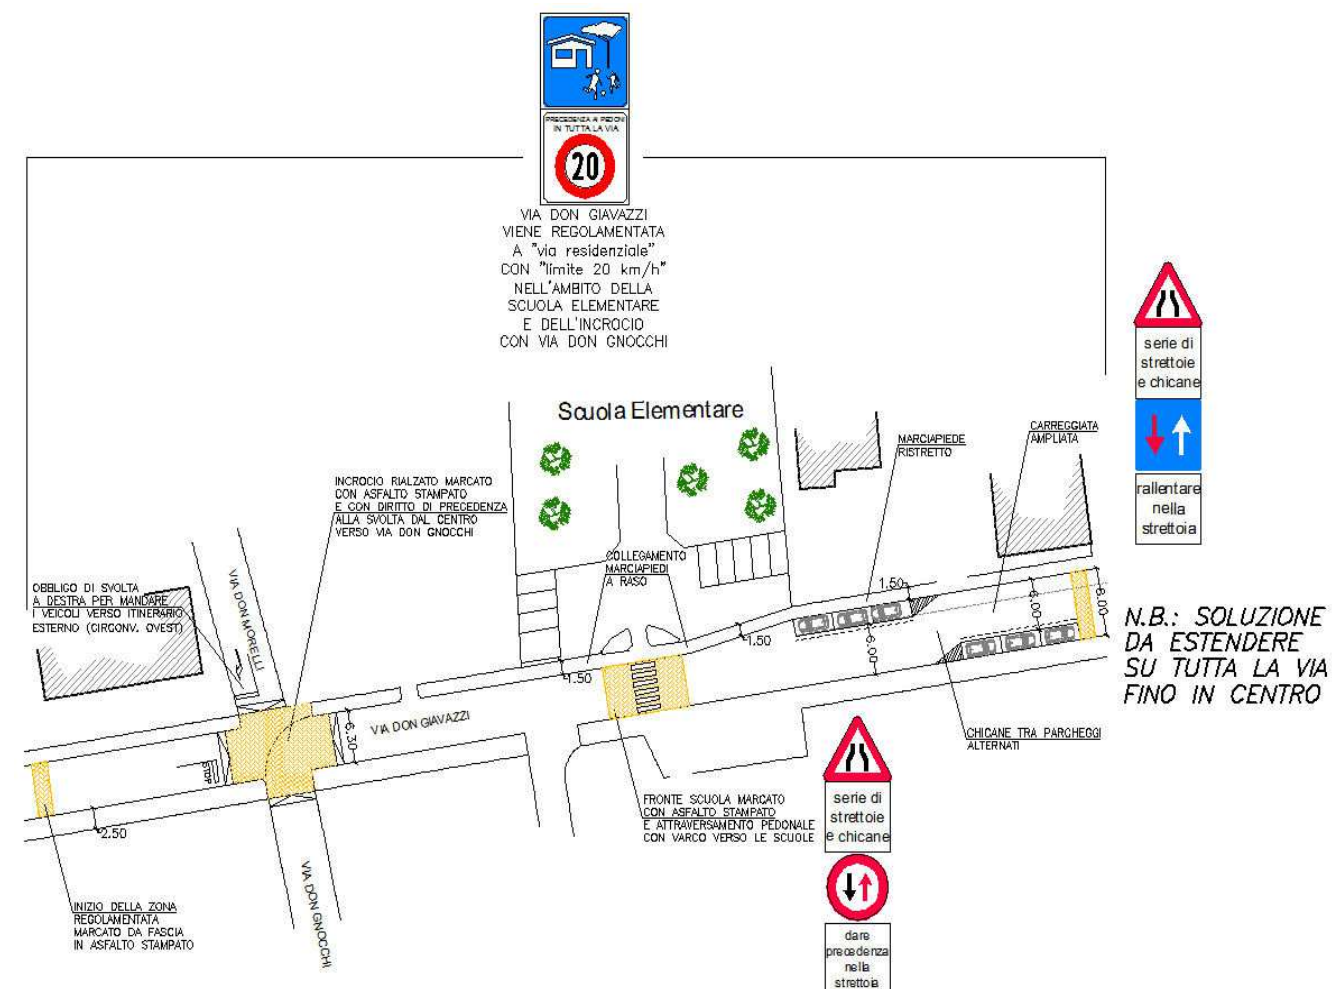 PRECEDENZA AI PEDONI
IN TUTTA LA VIA
20
VIA DON GIAVAZZI
VIENE REGOLAMENTATA
A "via residenziale"
CON "limite 20 km/h"
NELL'AMBITO DELLA
SCUOLA ELEMENTARE
E DELL'INCROCIO
CON VIA DON GNOCCHI
serie di
strettoie
e chicane
rallentare
nella
strettoia
Scuola Elementare
MARCIAPIEDE
RISTRETTO
CARREGGIATA
AMPLIATA
INCROCIO RIALZATO MARCATO
CON ASFALTO STAMPATO
E CON DIRITTO DI PRECEDENZA
ALLA SVOLTA DAL CENTRO
VERSO VIA DON GNOCCHI
COLLEGAMENTO
MARCIAPIEDI
A RASO
OBBLIGO DI SVOLTA
A DESTRA PER MANDARE
I VEICOLI VERSO ITINERARIO
ESTERNO (CIRCONV. OVEST)
VIA DON MORELLI
1.50
6.00
8.00
1.50
6.00
1.50
N.B.: SOLUZIONE
DA ESTENDERE
SU TUTTA LA VIA
FINO IN CENTRO
6.30
VIA DON GIAVAZZI
STOP
CHICANE TRA PARCHEGGI
ALTERNATI
2.50
FRONTE SCUOLA MARCATO
CON ASFALTO STAMPATO
E ATTRAVERSAMENTO PEDONALE
CON VARCO VERSO LE SCUOLE
serie di
strettoie
e chicane
VIA DON GNOCCHI
INIZIO DELLA ZONA
REGOLAMENTATA
MARCATO DA FASCIA
IN ASFALTO STAMPATO
dare
precedenza
nella
strettoia